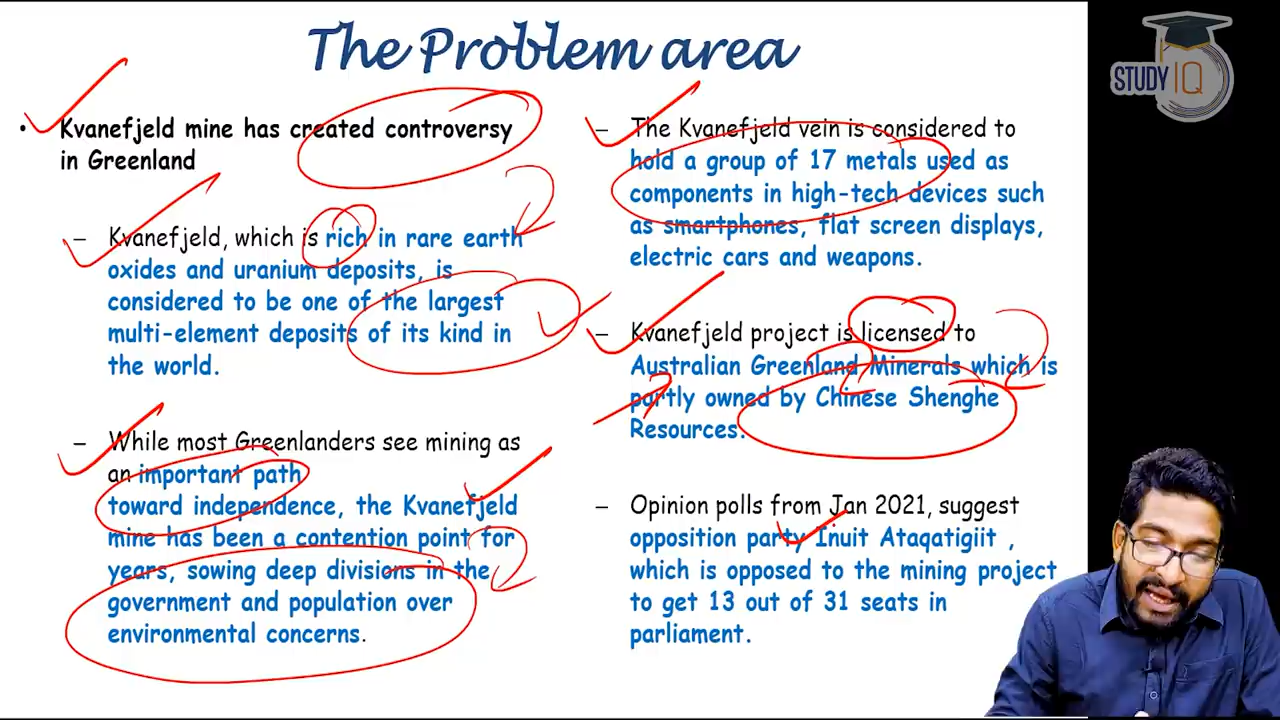 The Problem area
STUDY IQ
• Kvanefjeld mine has created controversy
in Greenland
– Kvanefjeld, which is rich in rare earth
oxides and uranium deposits, is
considered to be one of the largest
multi-element deposits of its kind in
the world.
– While most Greenlanders see mining as
an important path
toward independence, the Kvanefjeld
mine has been a contention point for
years, sowing deep divisions in the
government and population over
environmental concerns.
– The Kvanefjeld vein is considered to
hold a group of 17 metals used as
components in high-tech devices such
as smartphones, flat screen displays,
electric cars and weapons.
– Kvanefjeld project is licensed to
Australian Greenland Minerals which is
partly owned by Chinese Shenghe
Resources.
– Opinion polls from Jan 2021, suggest
opposition party Inuit Ataqatigiit ,
which is opposed to the mining project
to get 13 out of 31 seats in
parliament.